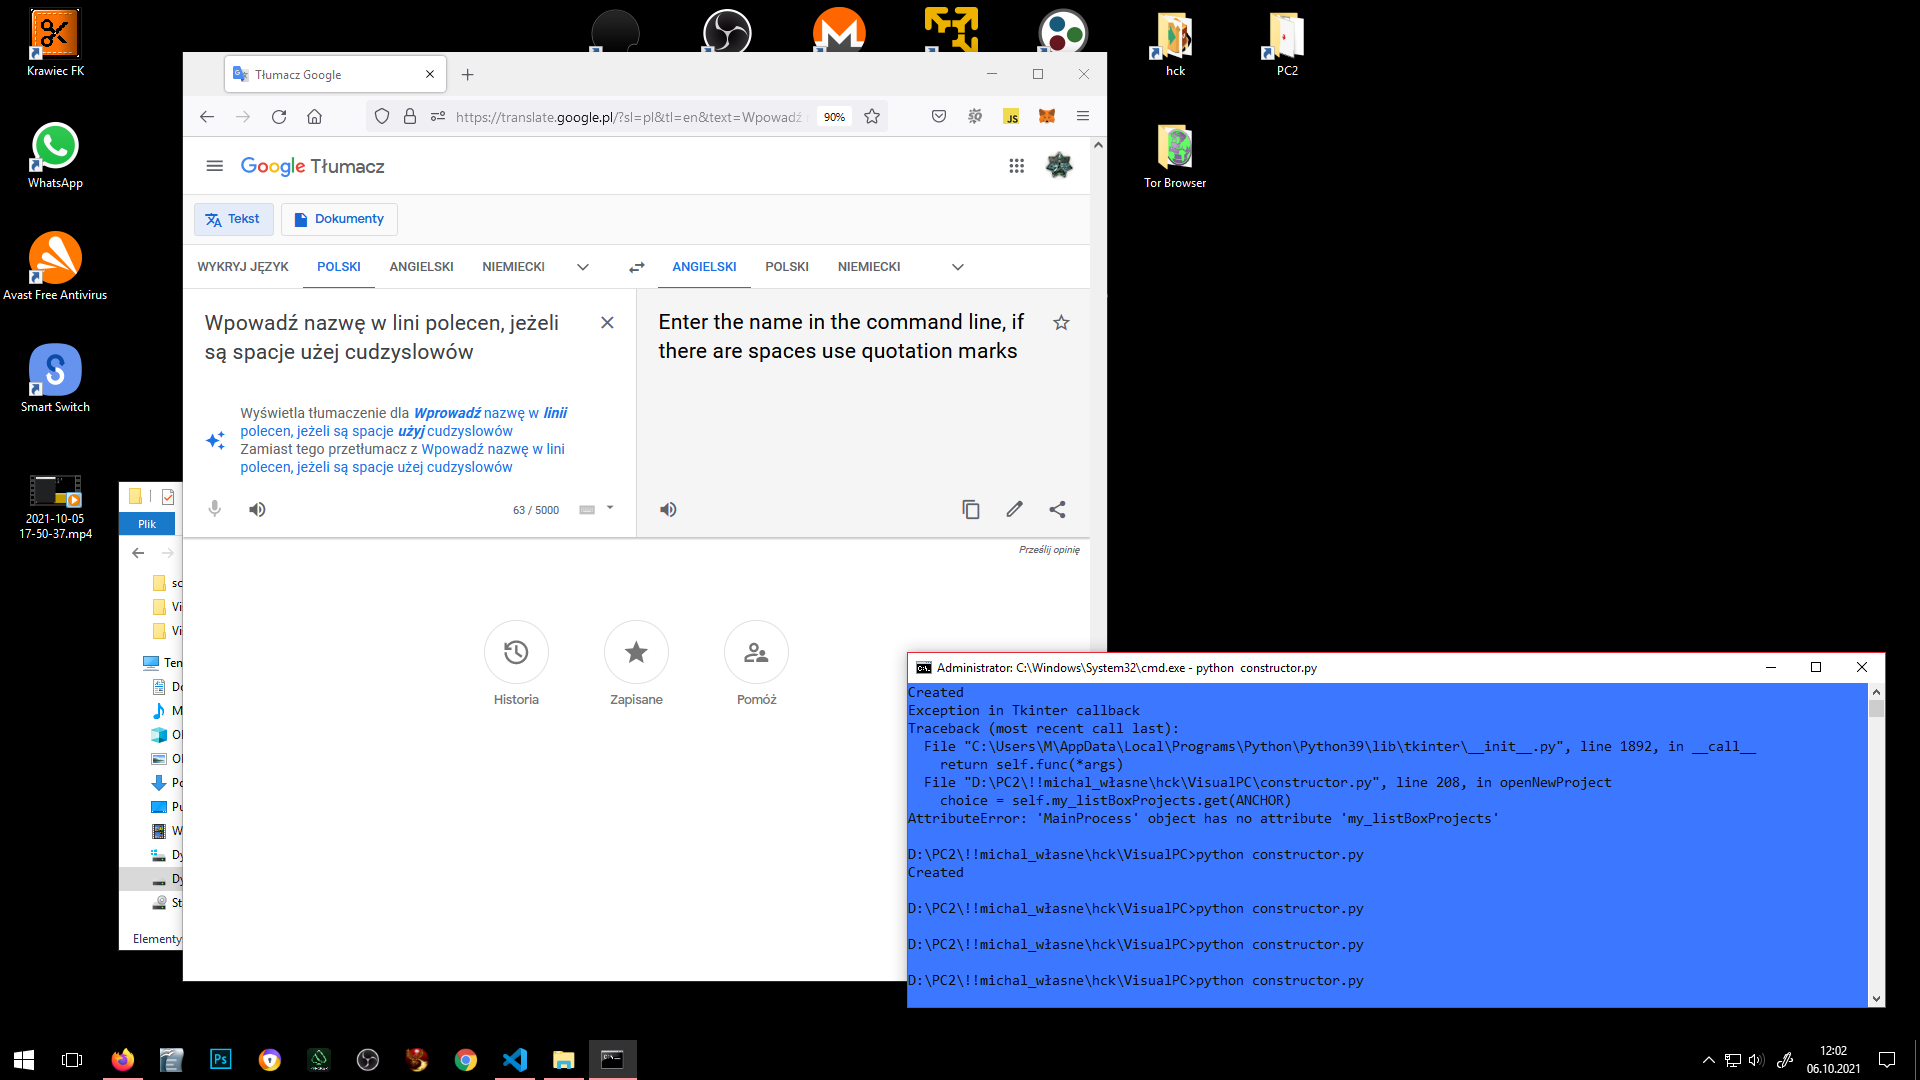 Krawiec FK
WhatsApp
Avast Free Antivirus
Smart Switch
2021-10-05
17-50-37.mp4
hck
PC2
Tor Browser
Tłumacz Google
https://translate.google.pl/?sl=pl&tl=en&text=Wpowadź
90%
JS
Google Tłumacz
Tekst
Dokumenty
WYKRYJ JĘZYK
POLSKI
ANGIELSKI
NIEMIECKI
ANGIELSKI
POLSKI
NIEMIECKI
Wpowadź nazwę w lini polecen, jeżeli
są spacje użej cudzyslowów
Enter the name in the command line, if
there are spaces use quotation marks
Wyświetla tłumaczenie dla Wprowadź nazwę w linii
polecen, jeżeli są spacje użyj cudzyslowów
Zamiast tego przetłumacz z Wpowadź nazwę w lini
polecen, jeżeli są spacje użej cudzyslowów
63 / 5000
Prześlij opinię
Historia
Zapisane
Pomóż
Plik
sc
Vi
Vi
Ten
Do
M
O
O
Po
Pu
W
Dy
Dy
St
Elementy
Administrator: C:\Windows\System32\cmd.exe - python  constructor.py
Created
Exception in Tkinter callback
Traceback (most recent call last):
  File "C:\Users\M\AppData\Local\Programs\Python\Python39\lib\tkinter\__init__.py", line 1892, in __call__
    return self.func(*args)
  File "D:\PC2\!!michal_własne\hck\VisualPC\constructor.py", line 208, in openNewProject
    choice = self.my_listBoxProjects.get(ANCHOR)
AttributeError: 'MainProcess' object has no attribute 'my_listBoxProjects'
D:\PC2\!!michal_własne\hck\VisualPC>python constructor.py
Created
D:\PC2\!!michal_własne\hck\VisualPC>python constructor.py
D:\PC2\!!michal_własne\hck\VisualPC>python constructor.py
D:\PC2\!!michal_własne\hck\VisualPC>python constructor.py
Ps
12:02
06.10.2021